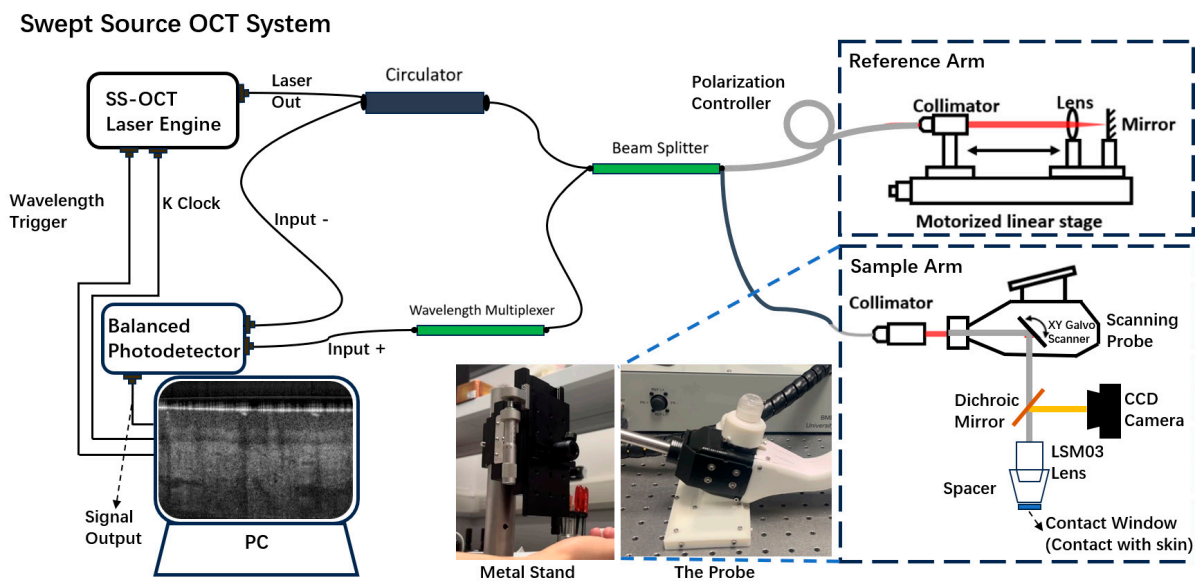 Swept Source OCT System
SS-OCT
Laser Engine
Laser
Out
Circulator
Polarization
Controller
Beam Splitter
Reference Arm
Collimator
Lens
Mirror
Motorized linear stage
Wavelength
Trigger
K Clock
Input -
Balanced
Photodetector
Input +
Wavelength Multiplexer
Sample Arm
Collimator
XY Galvo
Scanner
Scanning
Probe
Dichroic
Mirror
CCD
Camera
LSM03
Lens
Spacer
Contact Window
(Contact with skin)
Signal
Output
PC
Metal Stand
The Probe